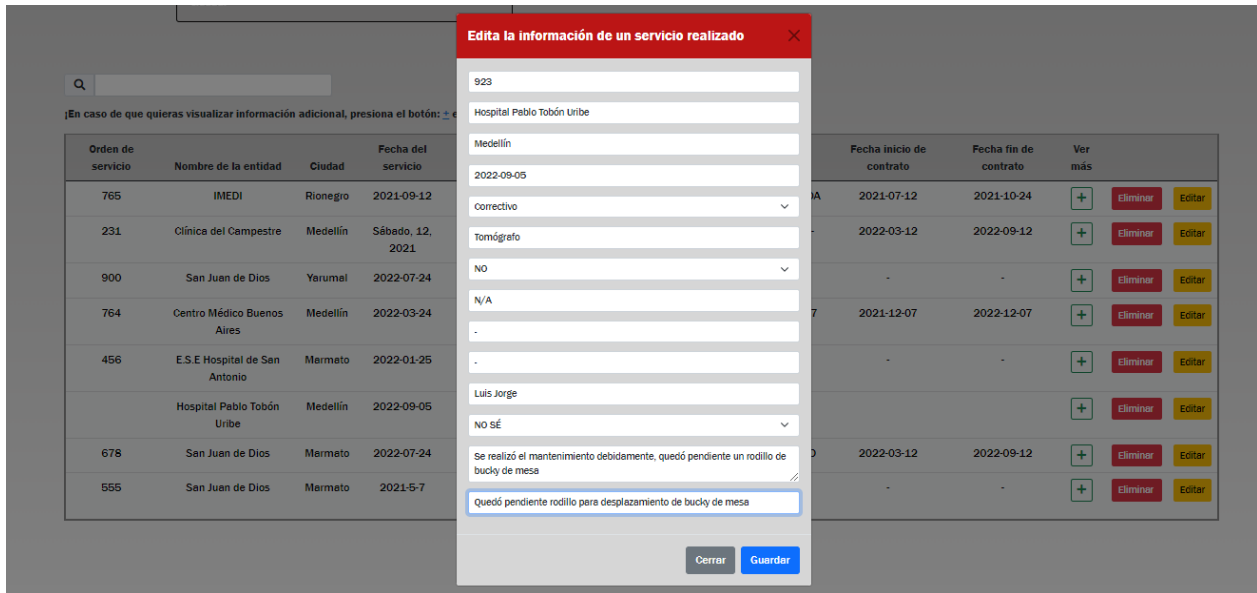 Edita la información de un servicio realizado
¡En caso de que quieras visualizar información adicional, presiona el botón: +
Orden de servicio Nombre de la entidad Ciudad Fecha del servicio Fecha inicio de contrato Fecha fin de contrato Ver más
765 IMEDI Rionegro 2021-09-12 2021-07-12 2021-10-24 + Eliminar Editar
231 Clínica del Campestre Medellín Sábado, 12, 2021 2022-03-12 2022-09-12 + Eliminar Editar
900 San Juan de Dios Yarumal 2022-07-24 - - + Eliminar Editar
764 Centro Médico Buenos Aires Medellín 2022-03-24 2021-12-07 2022-12-07 + Eliminar Editar
456 E.S.E Hospital de San Antonio Marmato 2022-01-25 - - + Eliminar Editar
Hospital Pablo Tobón Uribe Medellín 2022-09-05 + Eliminar Editar
678 San Juan de Dios Marmato 2022-07-24 2022-03-12 2022-09-12 + Eliminar Editar
555 San Juan de Dios Marmato 2021-5-7 - - + Eliminar Editar
923
Hospital Pablo Tobón Uribe
Medellín
2022-09-05
Correctivo
Tomógrafo
NO
N/A
-
-
Luis Jorge
NO SÉ
Se realizó el mantenimiento debidamente, quedó pendiente un rodillo de
bucky de mesa
Quedó pendiente rodillo para desplazamiento de bucky de mesa
Cerrar Guardar